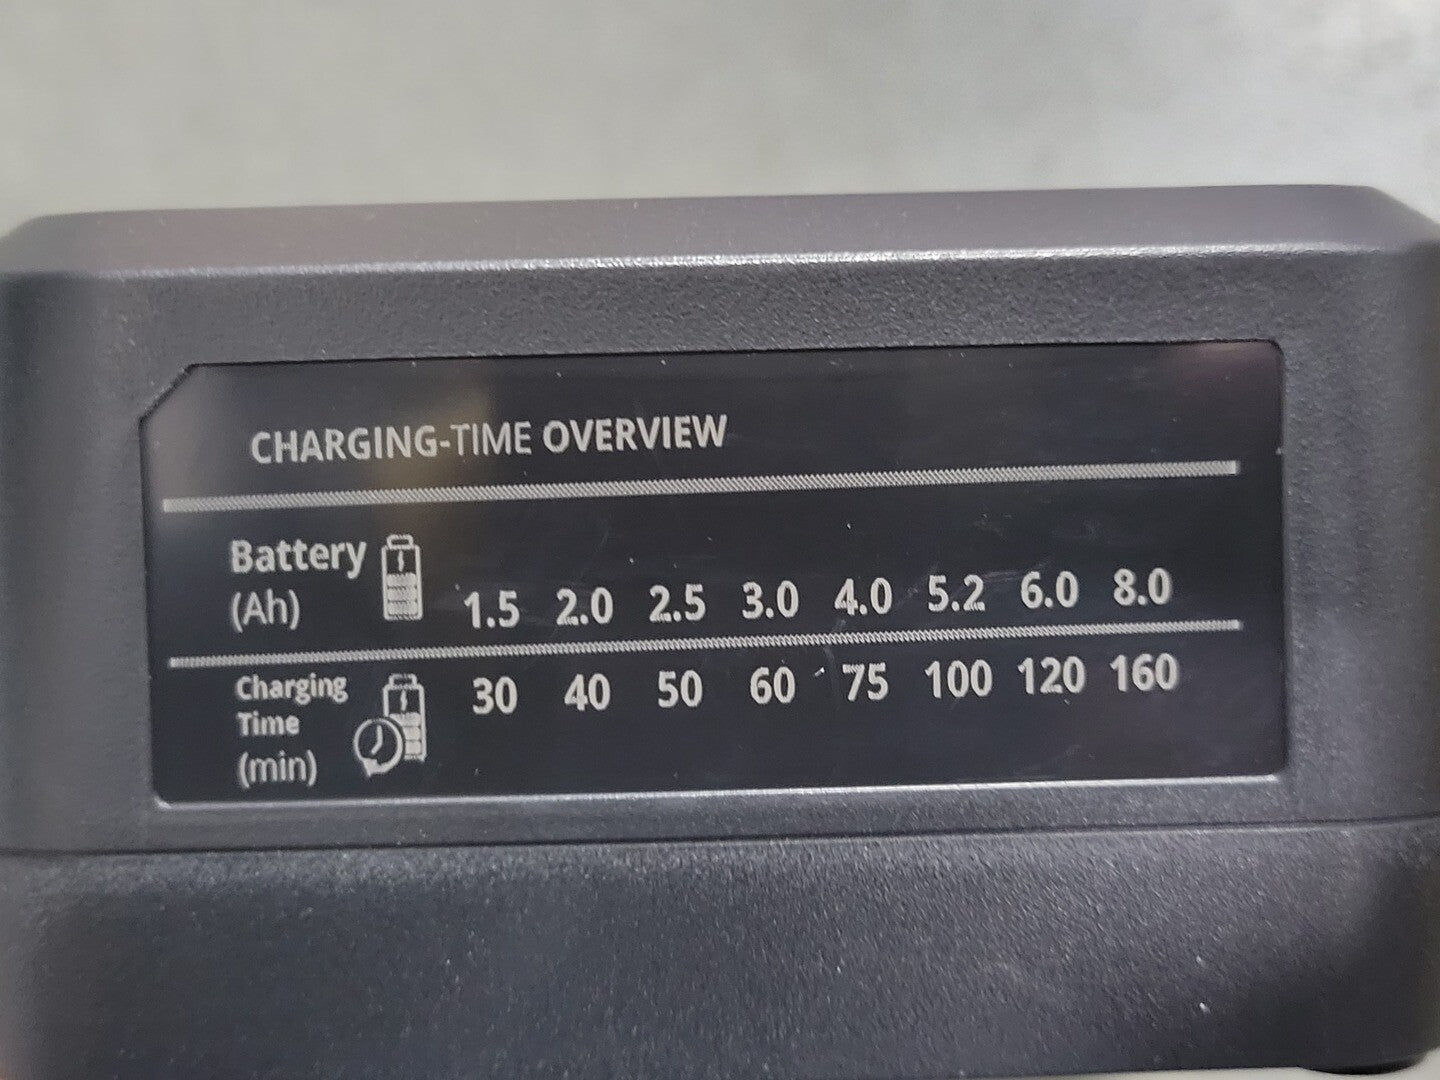 CHARGING-TIME OVERVIEW
Battery (Ah) 1.5 2.0 2.5 3.0 4.0 5.2 6.0 8.0
Charging Time (min) 30 40 50 60 75 100 120 160